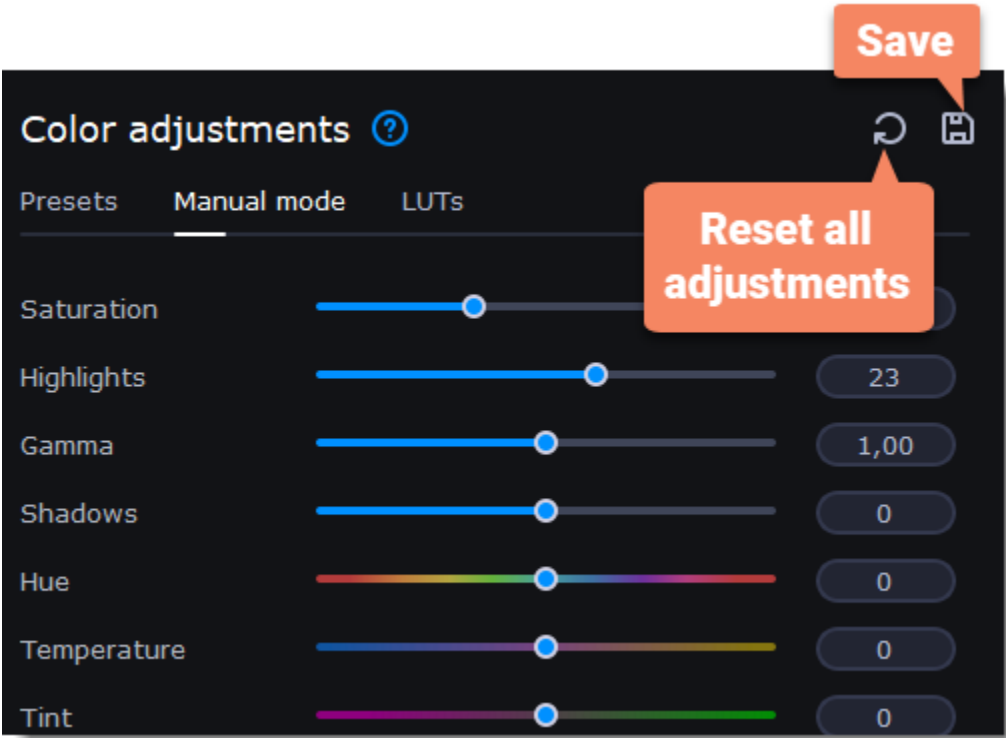 Save
Color adjustments ?
Presets Manual mode LUTs
Reset all
adjustments
Saturation
Highlights 23
Gamma 1,00
Shadows 0
Hue 0
Temperature 0
Tint 0